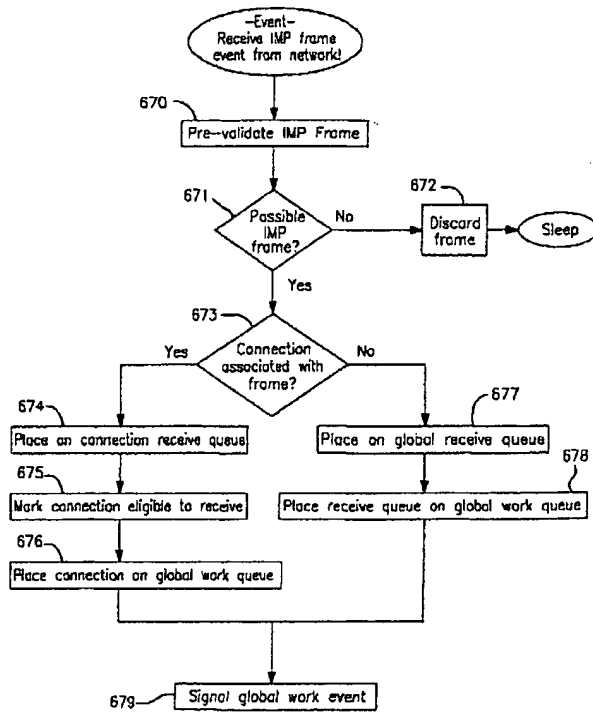 -Event-
Receive IMP frame
event from network!
670
Pre-validate IMP Frame
671
Possible
IMP
frame?
No
672
Discard
frame
Sleep
Yes
673
Connection
associated with
frame?
Yes
No
674
Place on connection receive queue
677
Place on global receive queue
675
Mark connection eligible to receive
678
Place receive queue on global work queue
676
Place connection on global work queue
679
Signal global work event